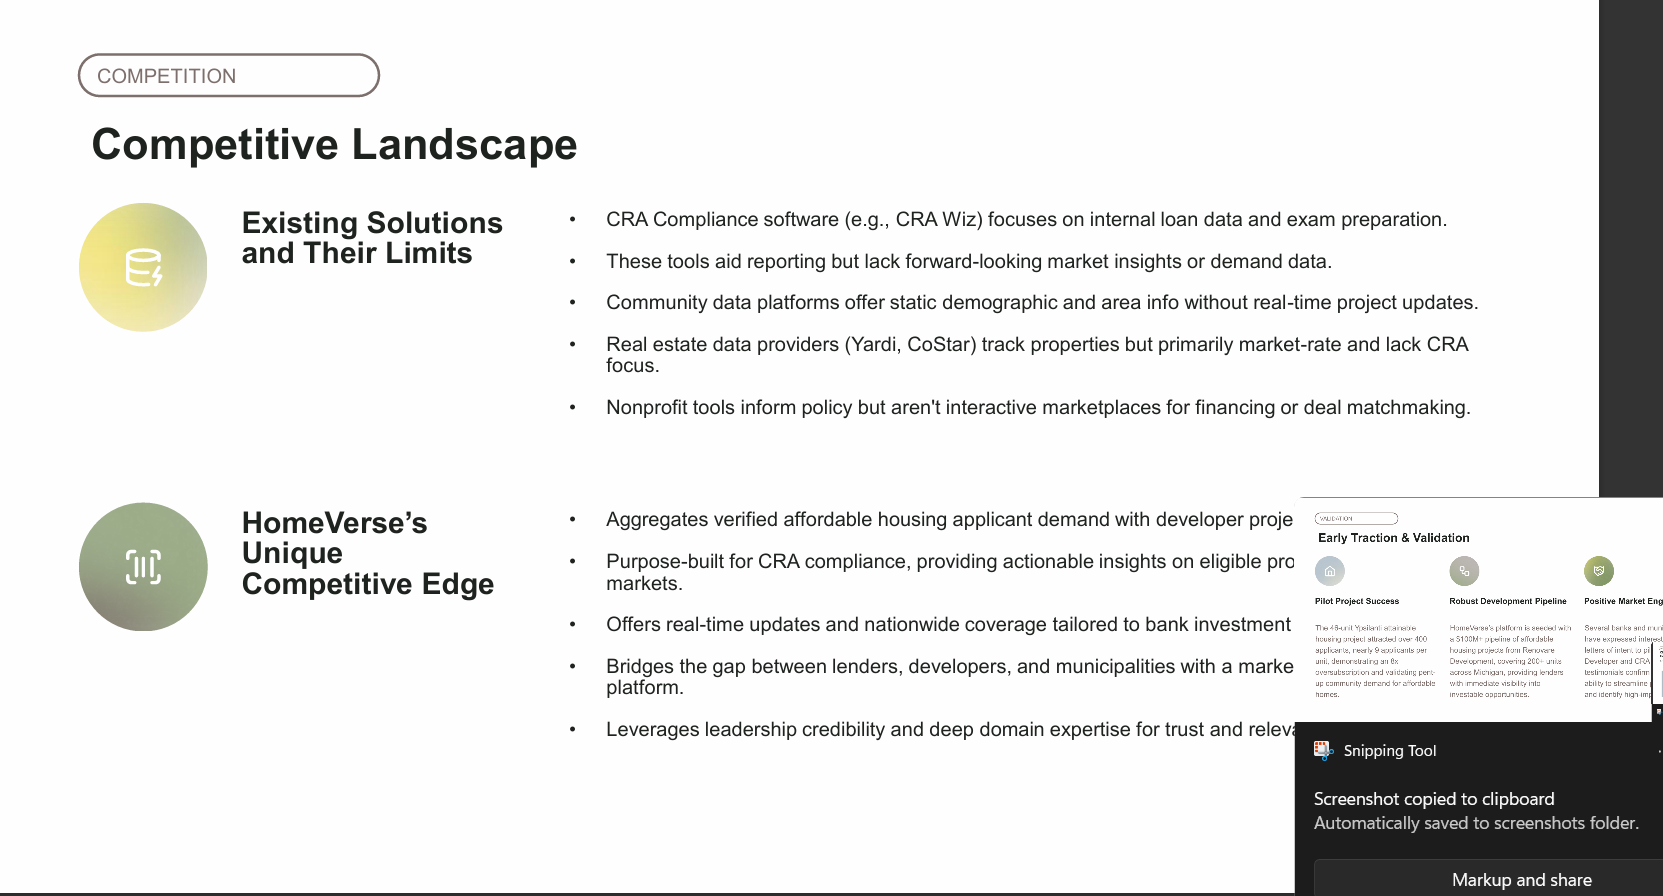 COMPETITION
Competitive Landscape
Existing Solutions
and Their Limits
• CRA Compliance software (e.g., CRA Wiz) focuses on internal loan data and exam preparation.
• These tools aid reporting but lack forward-looking market insights or demand data.
• Community data platforms offer static demographic and area info without real-time project updates.
• Real estate data providers (Yardi, CoStar) track properties but primarily market-rate and lack CRA
focus.
• Nonprofit tools inform policy but aren't interactive marketplaces for financing or deal matchmaking.
HomeVerse’s
Unique
Competitive Edge
• Aggregates verified affordable housing applicant demand with developer proje
• Purpose-built for CRA compliance, providing actionable insights on eligible pro
markets.
• Offers real-time updates and nationwide coverage tailored to bank investment
• Bridges the gap between lenders, developers, and municipalities with a marke
platform.
• Leverages leadership credibility and deep domain expertise for trust and releva
VALIDATION
Early Traction & Validation
Pilot Project Success
The 46-unit Ypsilanti attainable
housing project attracted over 400
applicants, nearly 9 applicants per
unit, demonstrating an 8x
oversubscription and validating pent-
up community demand for affordable
homes.
Robust Development Pipeline
HomeVerse's platform is seeded with
a $100M+ pipeline of affordable
housing projects from Renovare
Development, covering 200+ units
across Michigan, providing lenders
with immediate visibility into
investable opportunities.
Positive Market Eng
Several banks and muni
have expressed interest
letters of intent to pi
Developer and CRA
testimonials confirm
ability to streamline
and identify high-imp
Snipping Tool
Screenshot copied to clipboard
Automatically saved to screenshots folder.
Markup and share